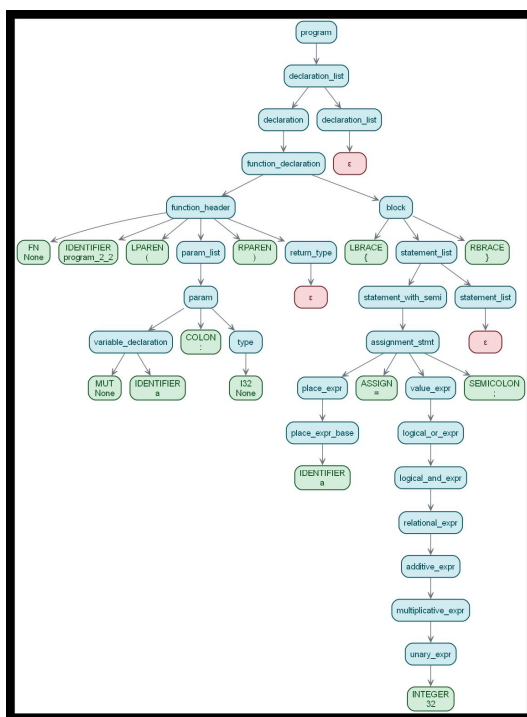 program
declaration_list
declaration declaration_list
function_declaration ε
function_header block
FN
None
IDENTIFIER
program_2_2
LPAREN
(
param_list
RPAREN
)
return_type
LBRACE
{
statement_list
RBRACE
}
param ε statement_with_semi statement_list
variable_declaration
COLON
:
type assignment_stmt ε
MUT
None
IDENTIFIER
a
I32
None
place_expr
ASSIGN
=
value_expr
SEMICOLON
;
place_expr_base logical_or_expr
IDENTIFIER
a
logical_and_expr
relational_expr
additive_expr
multiplicative_expr
unary_expr
INTEGER
32